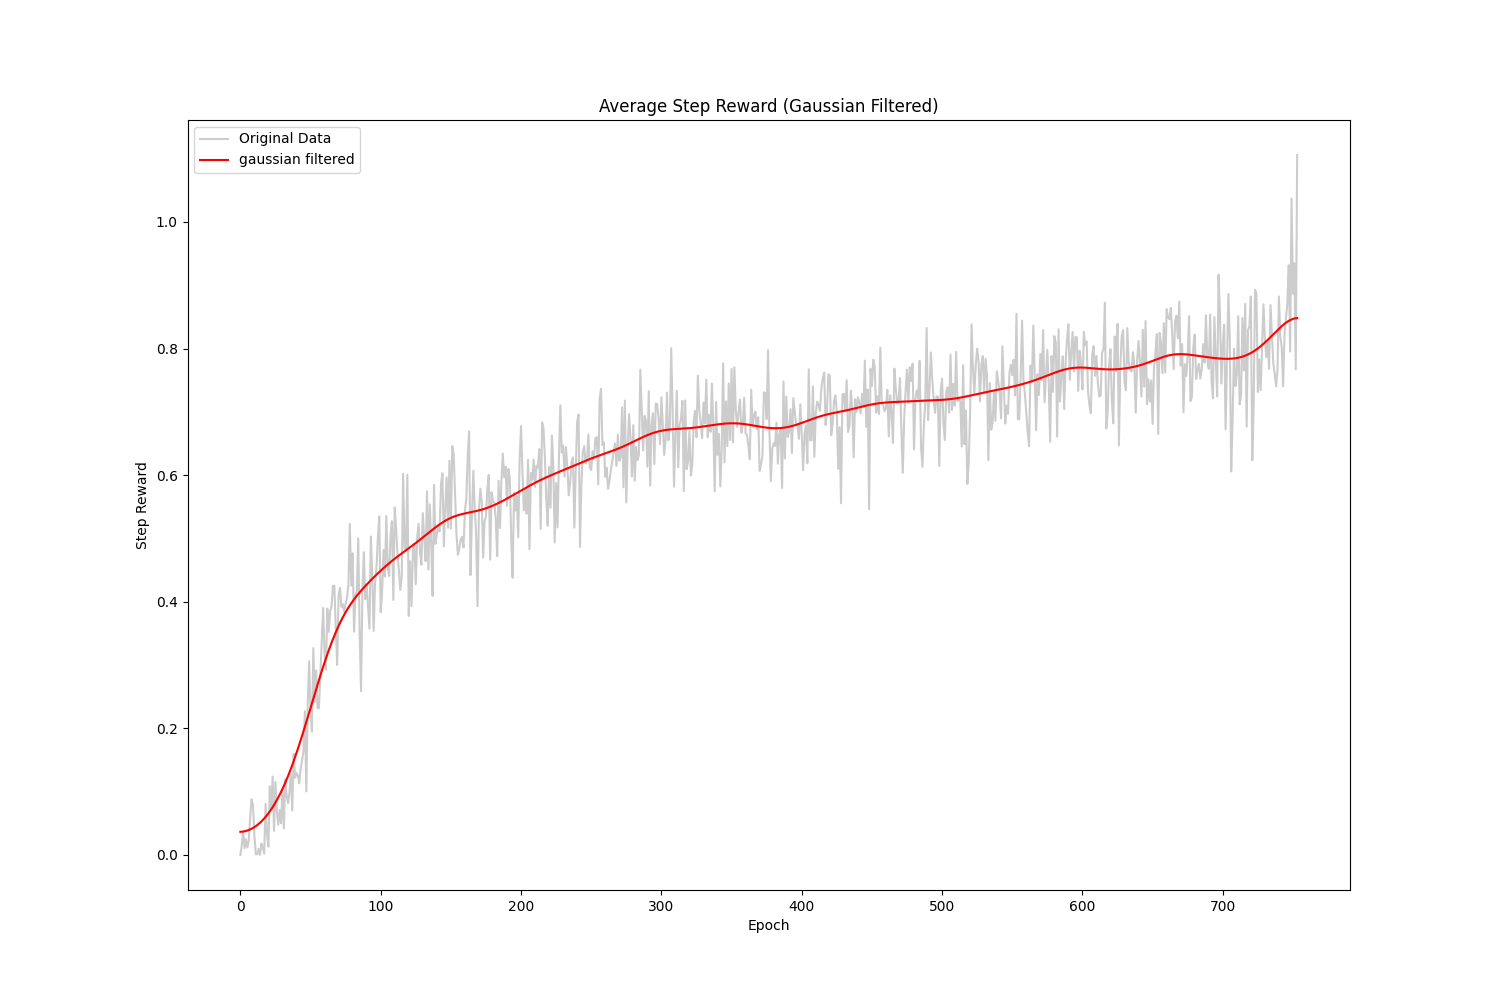 Average Step Reward (Gaussian Filtered)
Original Data
gaussian filtered
1.0
0.8
0.6
0.4
0.2
0.0
Step Reward
0 100 200 300 400 500 600 700
Epoch